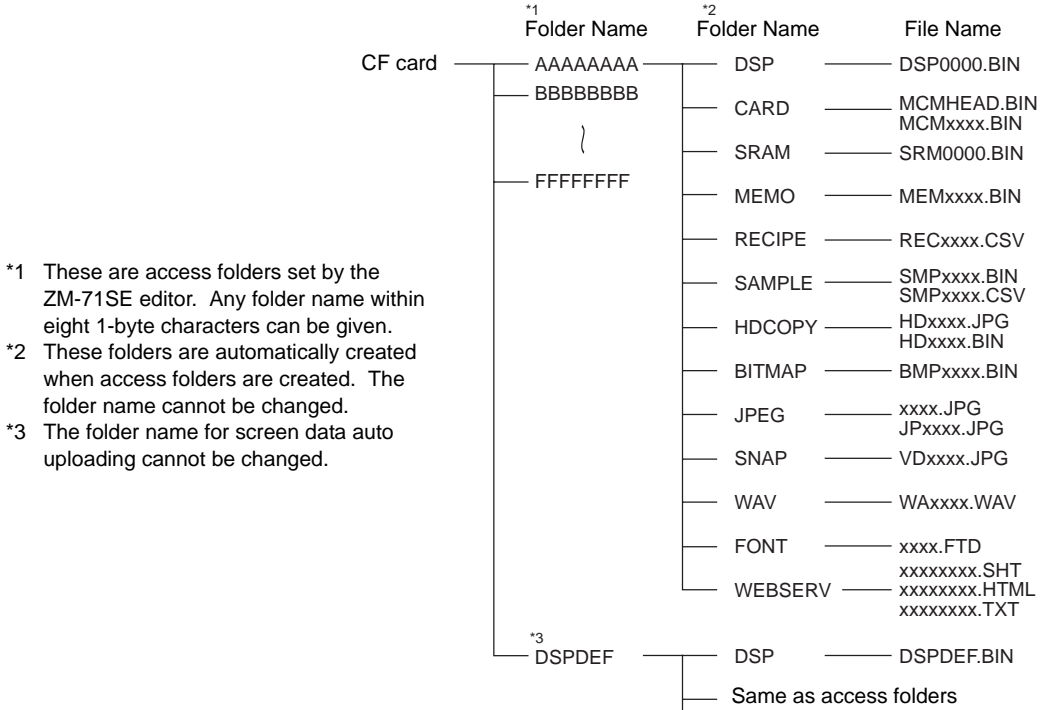 *1
*2
Folder Name Folder Name File Name
CF card AAAAAAAA DSP DSP0000.BIN
BBBBBBBB
CARD MCMHEAD.BIN
MCMxxxx.BIN
SRAM SRM0000.BIN
FFFFFFFF
MEMO MEMxxxx.BIN
RECIPE RECxxxx.CSV
SAMPLE SMPxxxx.BIN
SMPxxxx.CSV
HDCOPY HDxxxx.JPG
HDxxxx.BIN
BITMAP BMPxxxx.BIN
JPEG xxxx.JPG
JPxxxx.JPG
SNAP VDxxxx.JPG
WAV WAxxxx.WAV
FONT xxxx.FTD
WEBSERV xxxxxxxx.SHT
xxxxxxxx.HTML
xxxxxxxx.TXT
*3
DSPDEF DSP DSPDEF.BIN
Same as access folders
*1 These are access folders set by the
ZM-71SE editor. Any folder name within
eight 1-byte characters can be given.
*2 These folders are automatically created
when access folders are created. The
folder name cannot be changed.
*3 The folder name for screen data auto
uploading cannot be changed.